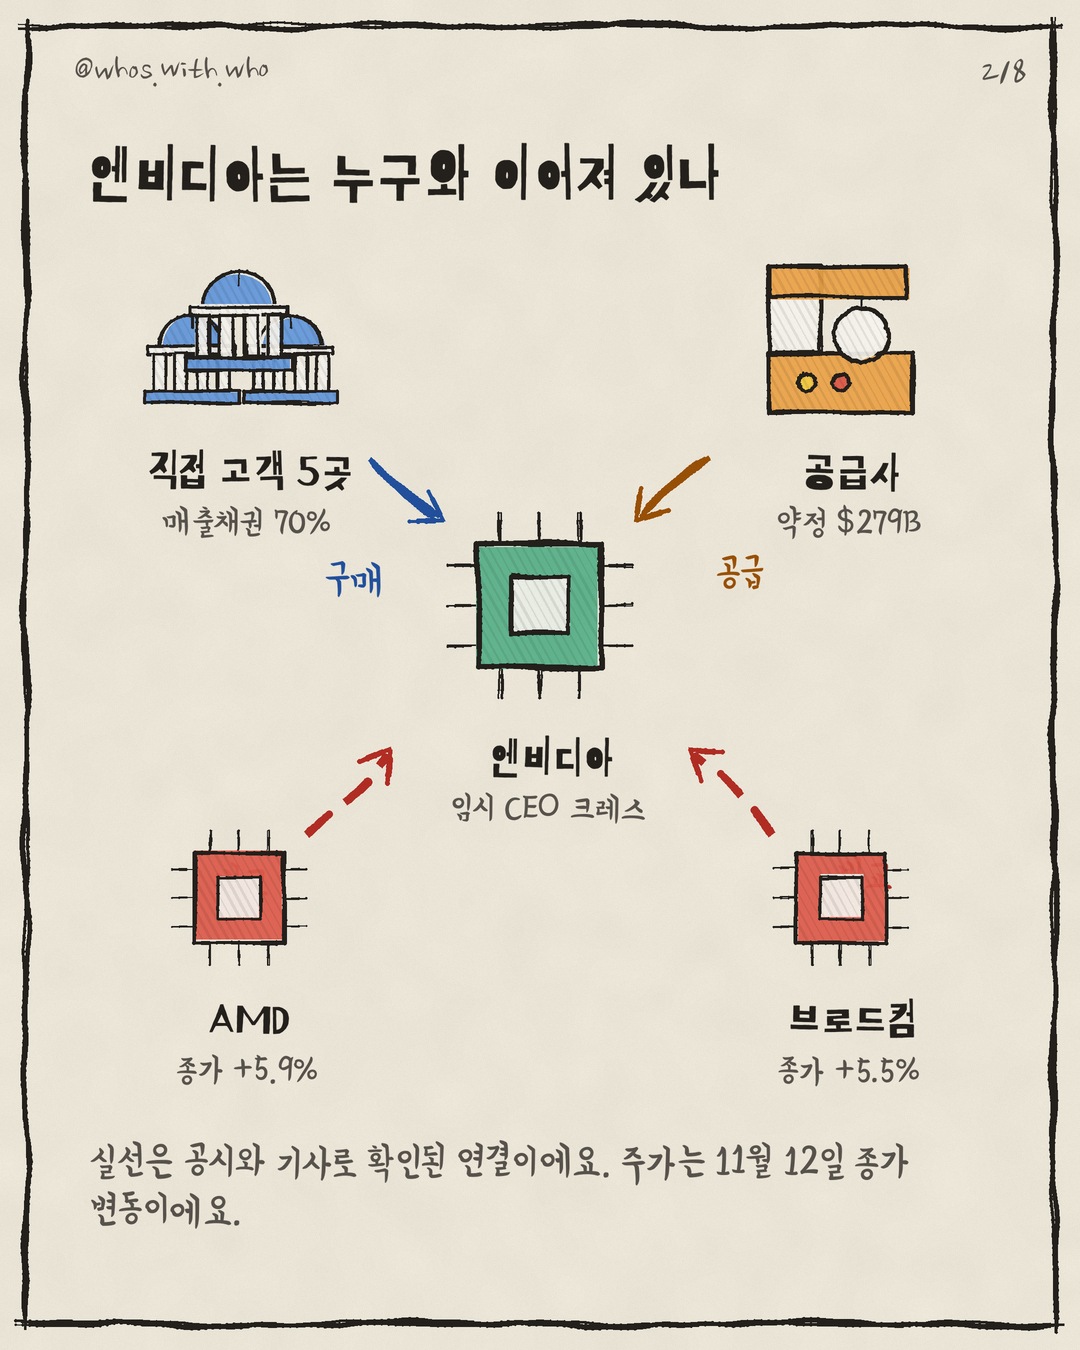 @whos.with.who
2/8
엔비디아는 누구와 이어져 있나
직접 고객 5곳
매출채권 70%
공급사
약정 $279B
구매
공급
엔비디아
임시 CEO 크레스
AMD
종가 +5.9%
브로드컴
종가 +5.5%
실선은 공시와 기사로 확인된 연결이에요. 주가는 11월 12일 종가
변동이에요.